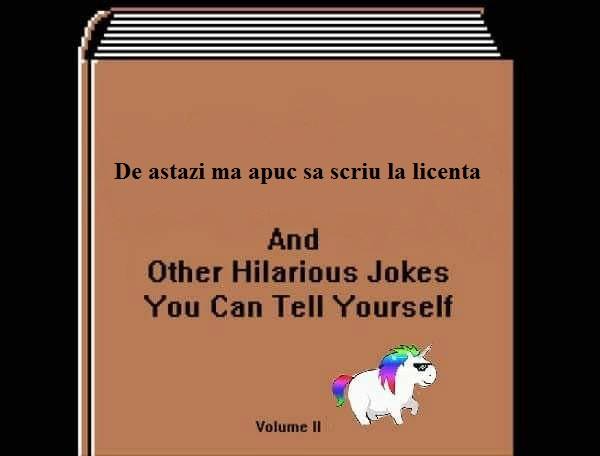 De astazi ma apuc sa scriu la licenta
And
Other Hilarious Jokes
You Can Tell Yourself
Volume II